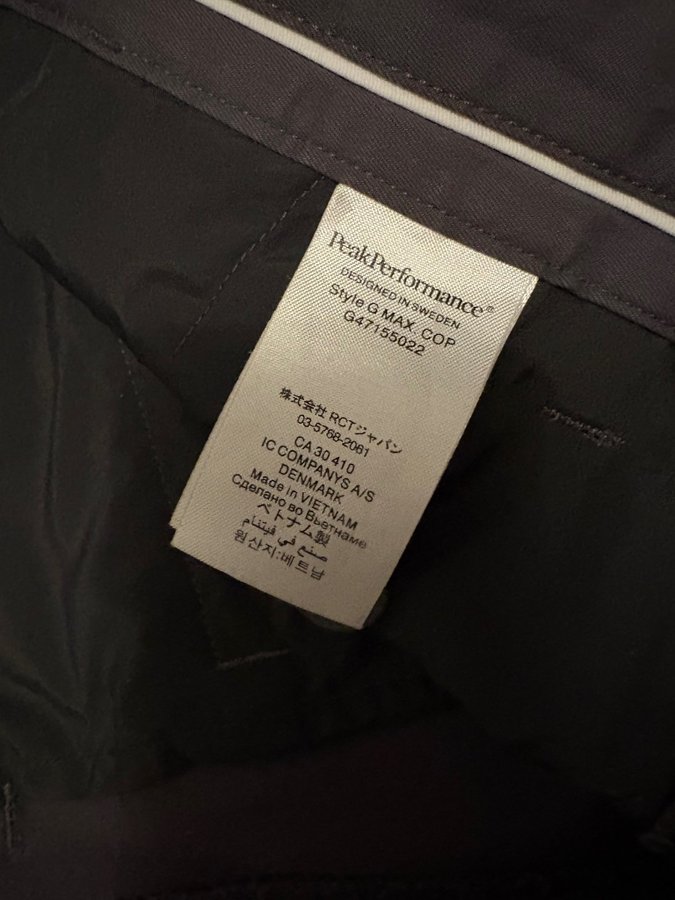 PeakPerformance®
DESIGNED IN SWEDEN
Style G MAX. COP
G47155022
株式会社 RCTジャパン
03-5768-2061
CA 30 410
IC COMPANYS A/S
DENMARK
Made in VIETNAM
Сделано во Вьетнаме
ベトナム製
صنع في فيتنام
원산지:베트남